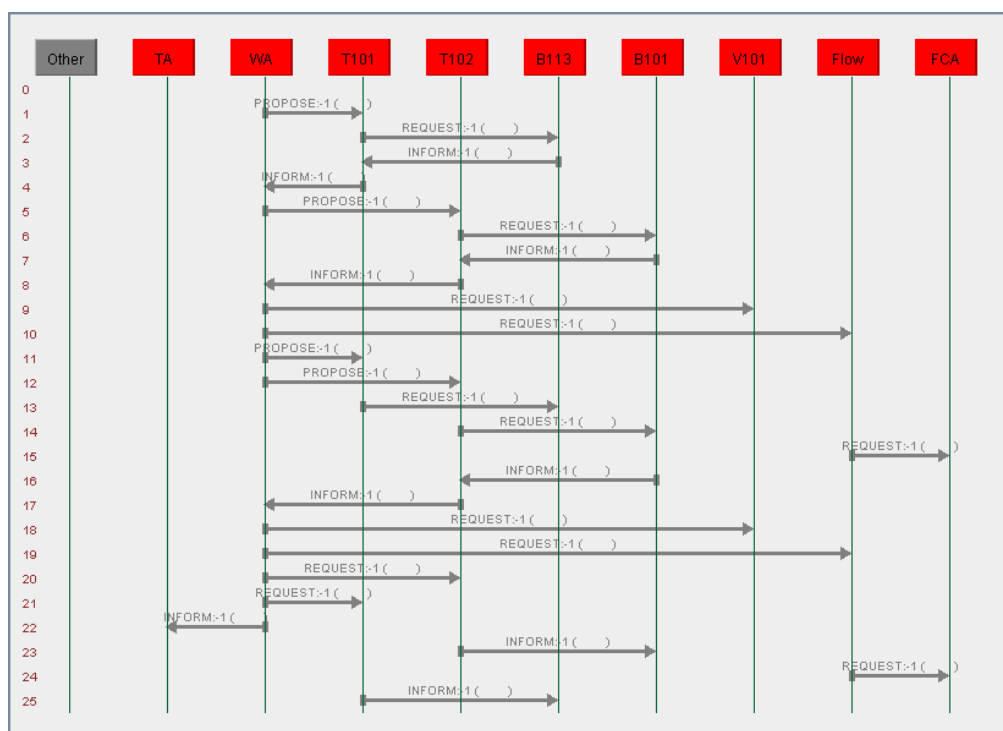 Other TA WA T101 T102 B113 B101 V101 Flow FCA
0
1 PROPOSE:-1 ( )
2 REQUEST:-1 ( )
3 INFORM:-1 ( )
4 INFORM:-1 ( )
5 PROPOSE:-1 ( )
6 REQUEST:-1 ( )
7 INFORM:-1 ( )
8 INFORM:-1 ( )
9 REQUEST:-1 ( )
10 REQUEST:-1 ( )
11 PROPOSE:-1 ( )
12 PROPOSE:-1 ( )
13 REQUEST:-1 ( )
14 REQUEST:-1 ( )
15 REQUEST:-1 ( )
16 INFORM:-1 ( )
17 INFORM:-1 ( )
18 REQUEST:-1 ( )
19 REQUEST:-1 ( )
20 REQUEST:-1 ( )
21 REQUEST:-1 ( )
22 INFORM:-1 ( )
23 INFORM:-1 ( )
24 REQUEST:-1 ( )
25 INFORM:-1 ( )